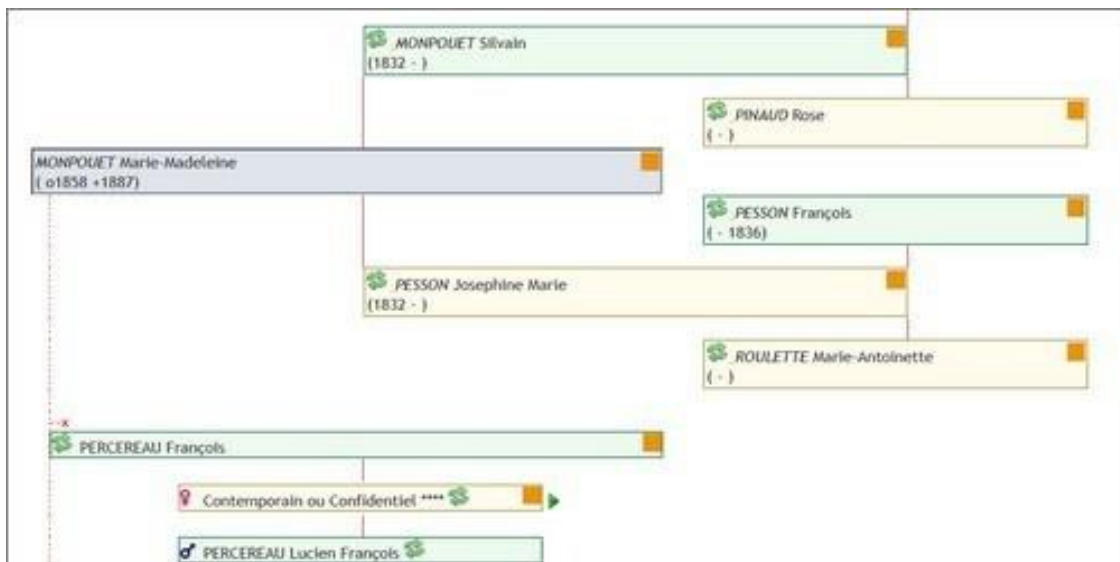 MONPOUET Silvain
(1832 - )
PINAUD Rose
( - )
MONPOUET Marie-Madeleine
( o1858 +1887)
PESSON François
( - 1836)
PESSON Josephine Marie
(1832 - )
ROULETTE Marie-Antoinette
( - )
--x
PERCEREAU François
Contemporain ou Confidentiel ****
PERCEREAU Lucien François